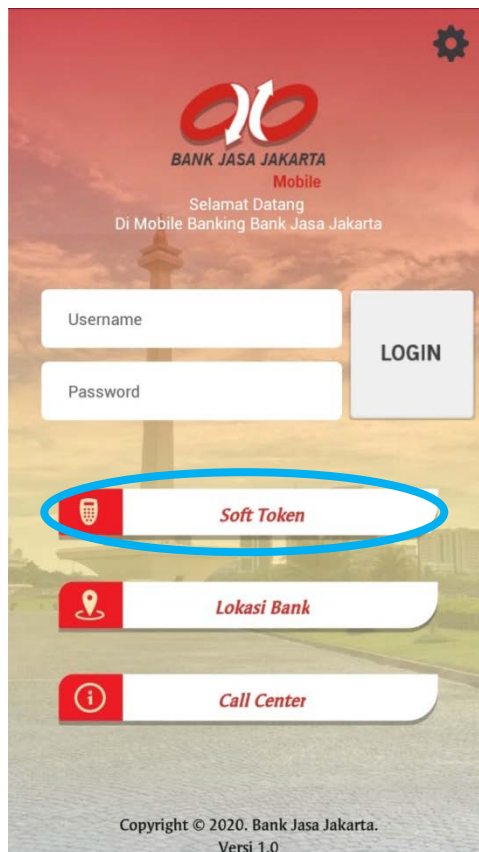 BANK JASA JAKARTA
Mobile
Selamat Datang
Di Mobile Banking Bank Jasa Jakarta
Username
LOGIN
Password
Soft Token
Lokasi Bank
Call Center
Copyright © 2020. Bank Jasa Jakarta.
Versi 1.0